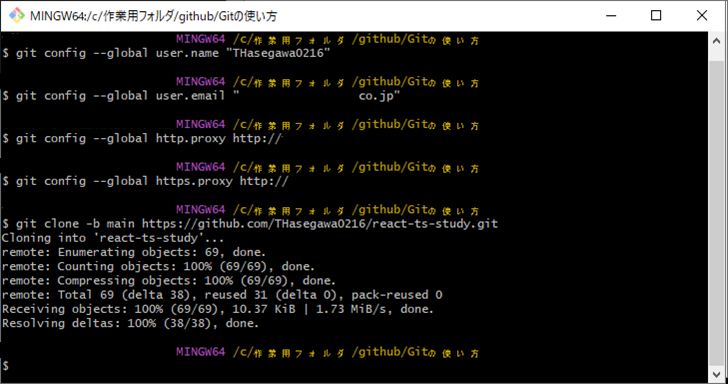 MINGW64:/c/作業用フォルダ/github/Gitの使い方
MINGW64 /c/作業用フォルダ/github/Gitの使い方
$ git config --global user.name "THasegawa0216"
MINGW64 /c/作業用フォルダ/github/Gitの使い方
$ git config --global user.email " co.jp"
MINGW64 /c/作業用フォルダ/github/Gitの使い方
$ git config --global http.proxy http://
MINGW64 /c/作業用フォルダ/github/Gitの使い方
$ git config --global https.proxy http://
MINGW64 /c/作業用フォルダ/github/Gitの使い方
$ git clone -b main https://github.com/THasegawa0216/react-ts-study.git
Cloning into 'react-ts-study'...
remote: Enumerating objects: 69, done.
remote: Counting objects: 100% (69/69), done.
remote: Compressing objects: 100% (69/69), done.
remote: Total 69 (delta 38), reused 31 (delta 0), pack-reused 0
Receiving objects: 100% (69/69), 10.37 KiB | 1.73 MiB/s, done.
Resolving deltas: 100% (38/38), done.
MINGW64 /c/作業用フォルダ/github/Gitの使い方
$